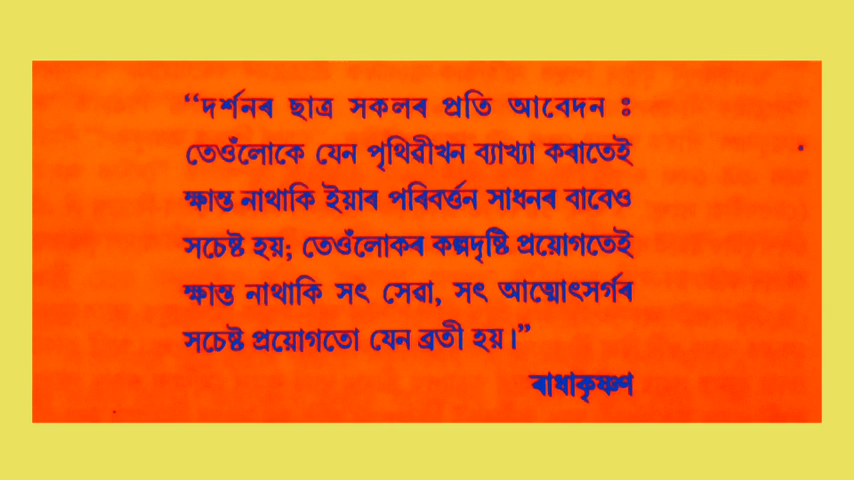 “দৰ্শনৰ ছাত্ৰ সকলৰ প্ৰতি আবেদন :
তেওঁলোকে যেন পৃথিৱীখন ব্যাখ্যা কৰাতেই
ক্ষান্ত নাথাকি ইয়াৰ পৰিবৰ্ত্তন সাধনৰ বাবেও
সচেষ্ট হয়; তেওঁলোকৰ কল্পদৃষ্টি প্ৰয়োগতেই
ক্ষান্ত নাথাকি সৎ সেৱা, সৎ আত্মোৎসৰ্গৰ
সচেষ্ট প্ৰয়োগতো যেন ব্ৰতী হয়।”
ৰাধাকৃষ্ণণ